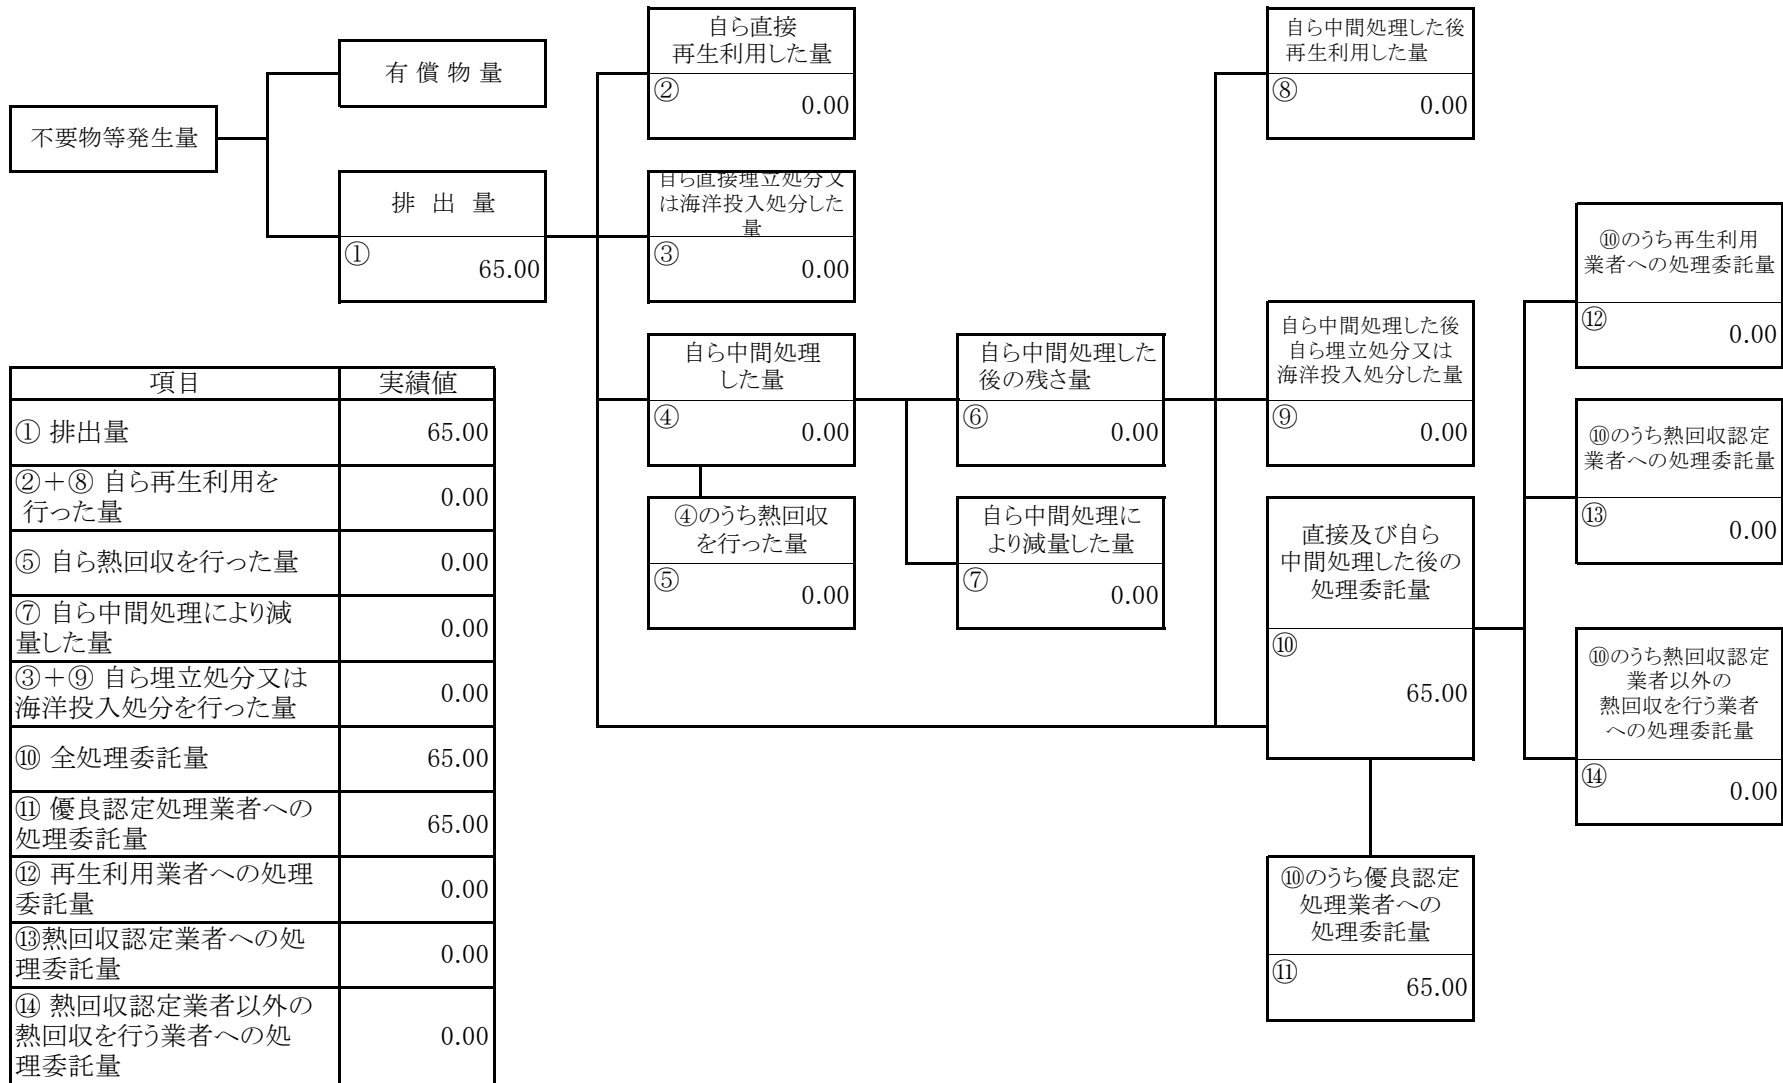 不要物等発生量
有 償 物 量
排 出 量
①
65.00
自ら直接
再生利用した量
②
0.00
自ら直接埋立処分又
は海洋投入処分した
量
③
0.00
自ら中間処理
した量
④
0.00
④のうち熱回収
を行った量
⑤
0.00
自ら中間処理した
後の残さ量
⑥
0.00
自ら中間処理に
より減量した量
⑦
0.00
自ら中間処理した後
再生利用した量
⑧
0.00
自ら中間処理した後
自ら埋立処分又は
海洋投入処分した量
⑨
0.00
直接及び自ら
中間処理した後の
処理委託量
⑩
65.00
⑩のうち優良認定
処理業者への
処理委託量
⑪
65.00
⑩のうち再生利用
業者への処理委託量
⑫
0.00
⑩のうち熱回収認定
業者への処理委託量
⑬
0.00
⑩のうち熱回収認定
業者以外の
熱回収を行う業者
への処理委託量
⑭
0.00
項目 実績値
① 排出量 65.00
②+⑧ 自ら再生利用を
行った量 0.00
⑤ 自ら熱回収を行った量 0.00
⑦ 自ら中間処理により減
量した量 0.00
③+⑨ 自ら埋立処分又は
海洋投入処分を行った量 0.00
⑩ 全処理委託量 65.00
⑪ 優良認定処理業者への
処理委託量 65.00
⑫ 再生利用業者への処理
委託量 0.00
⑬熱回収認定業者への処
理委託量 0.00
⑭ 熱回収認定業者以外の
熱回収を行う業者への処
理委託量 0.00